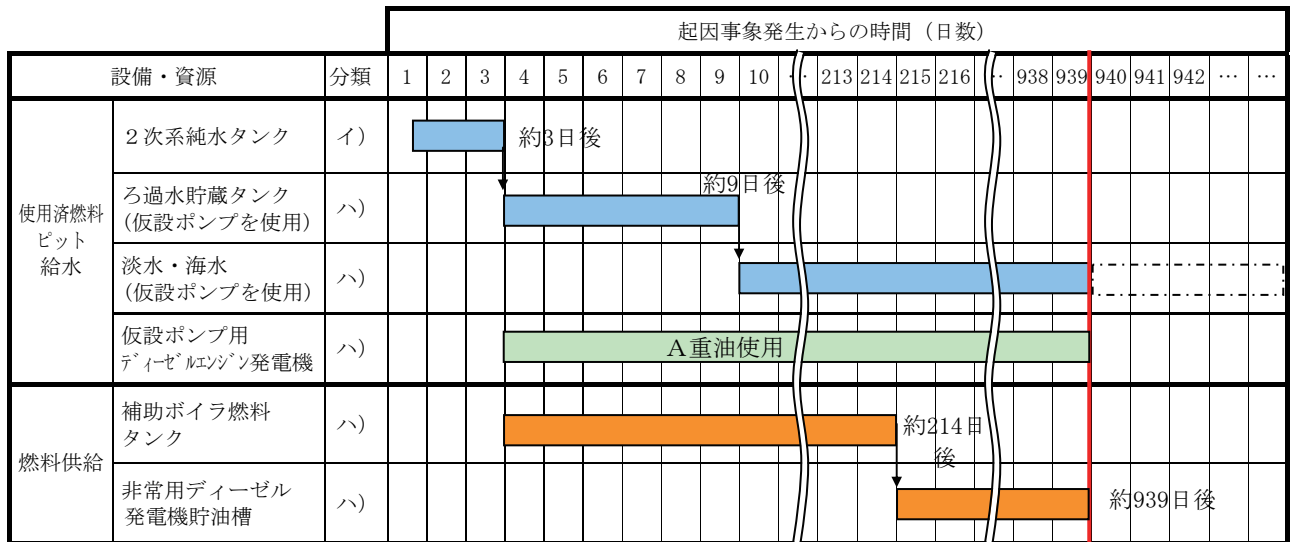 起因事象発生からの時間（日数）
設備・資源 分類 1 2 3 4 5 6 7 8 9 10 … 213 214 215 216 … 938 939 940 941 942 … …
使用済燃料
ピット
給水
２次系純水タンク イ） 約3日後
ろ過水貯蔵タンク
(仮設ポンプを使用) ハ） 約9日後
淡水・海水
(仮設ポンプを使用) ハ）
仮設ポンプ用
ﾃﾞｨｰｾﾞﾙｴﾝｼﾞﾝ発電機 ハ） Ａ重油使用
燃料供給
補助ボイラ燃料
タンク ハ） 約214日
後
非常用ディーゼル
発電機貯油槽 ハ） 約939日後